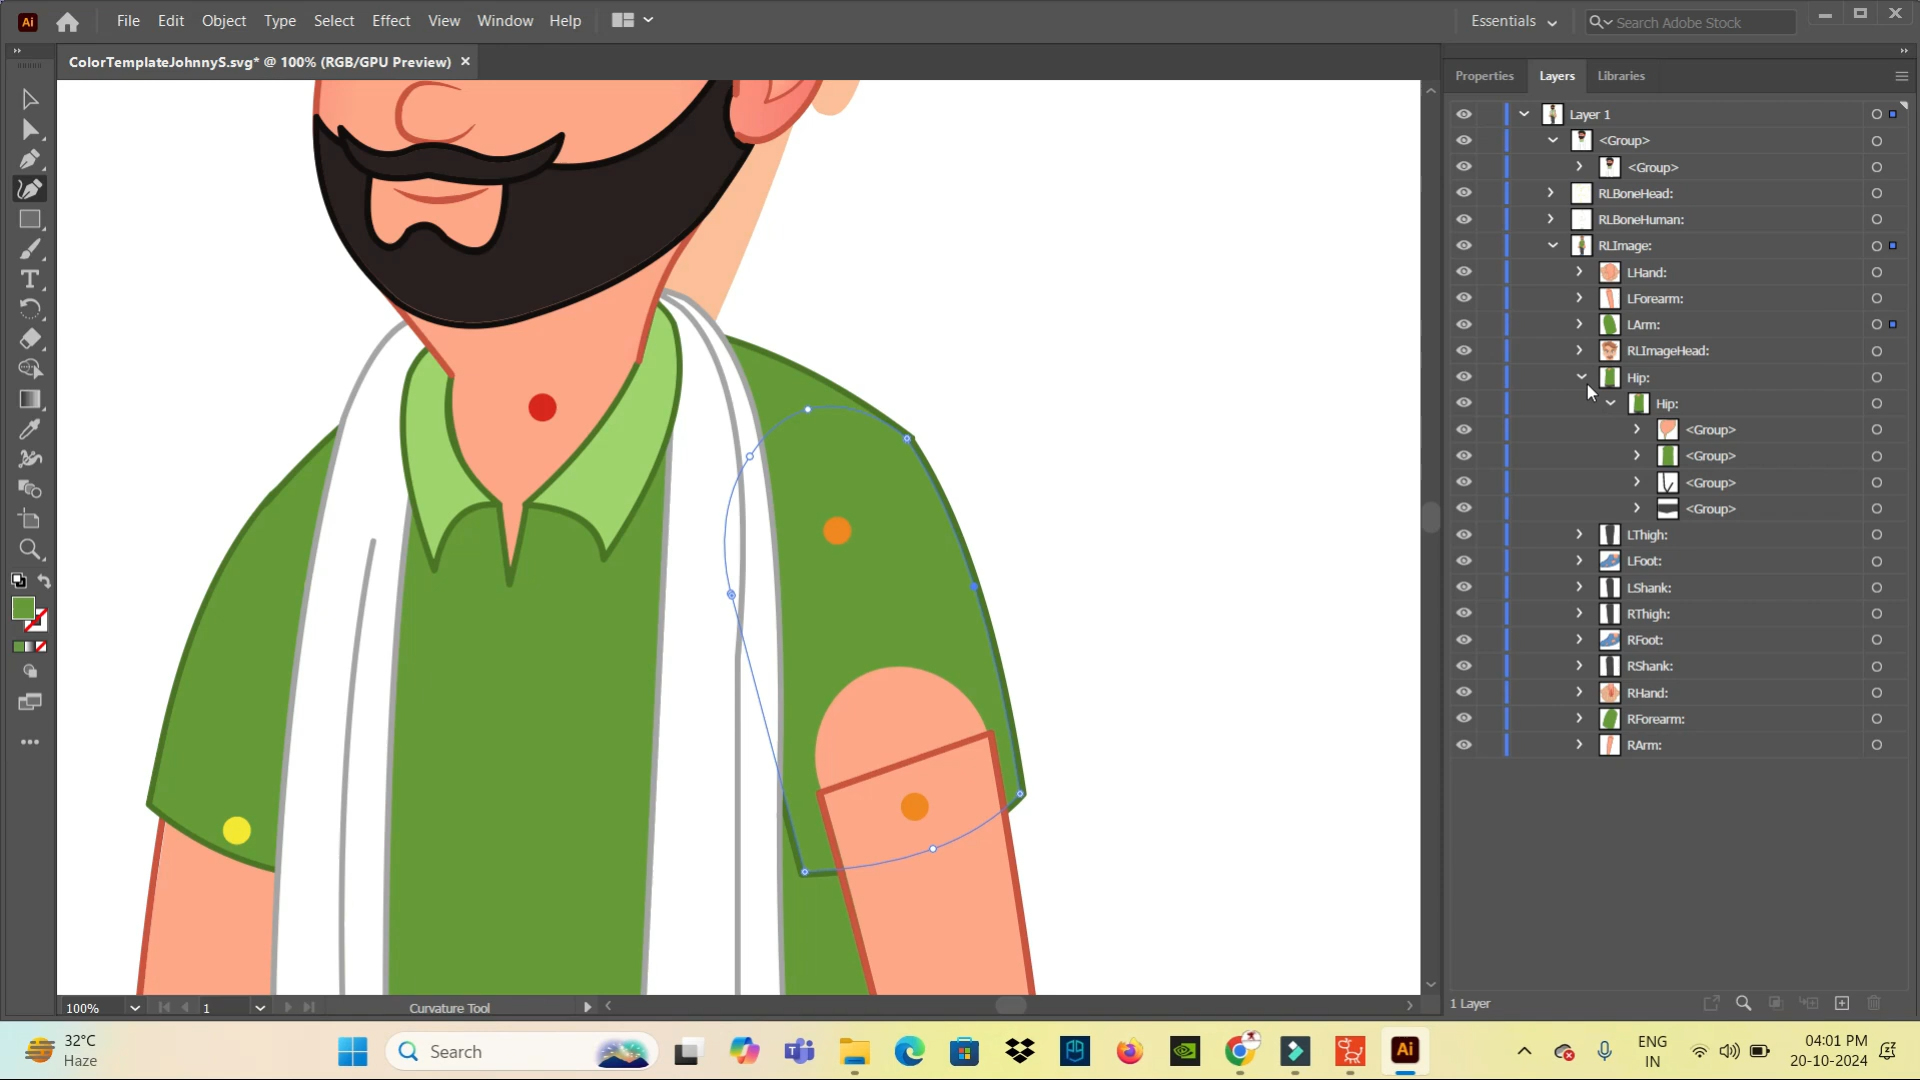 Ai File Edit Object Type Select Effect View Window Help Essentials Search Adobe Stock
ColorTemplateJohnnyS.svg* @ 100% (RGB/GPU Preview) ×
Properties Layers Libraries
Layer 1
<Group>
<Group>
RLBoneHead:
RLBoneHuman:
RLImage:
LHand:
LForearm:
LArm:
RLImageHead:
Hip:
Hip:
<Group>
<Group>
<Group>
<Group>
LThigh:
LFoot:
LShank:
RThigh:
RFoot:
RShank:
RHand:
RForearm:
RArm:
1 Layer
100% 1 Curvature Tool
32°C
Haze
Search
Ai
ENG
IN
04:01 PM
20-10-2024